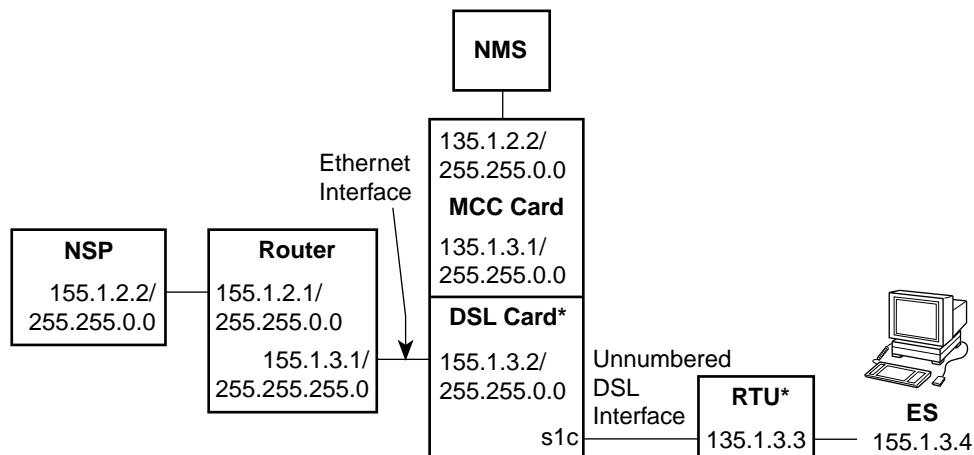 NMS
135.1.2.2/
255.255.0.0
MCC Card
135.1.3.1/
255.255.0.0
Ethernet
Interface
NSP
155.1.2.2/
255.255.0.0
Router
155.1.2.1/
255.255.0.0
155.1.3.1/
255.255.255.0
DSL Card*
155.1.3.2/
255.255.0.0
s1c
Unnumbered
DSL
Interface
RTU*
135.1.3.3
ES
155.1.3.4